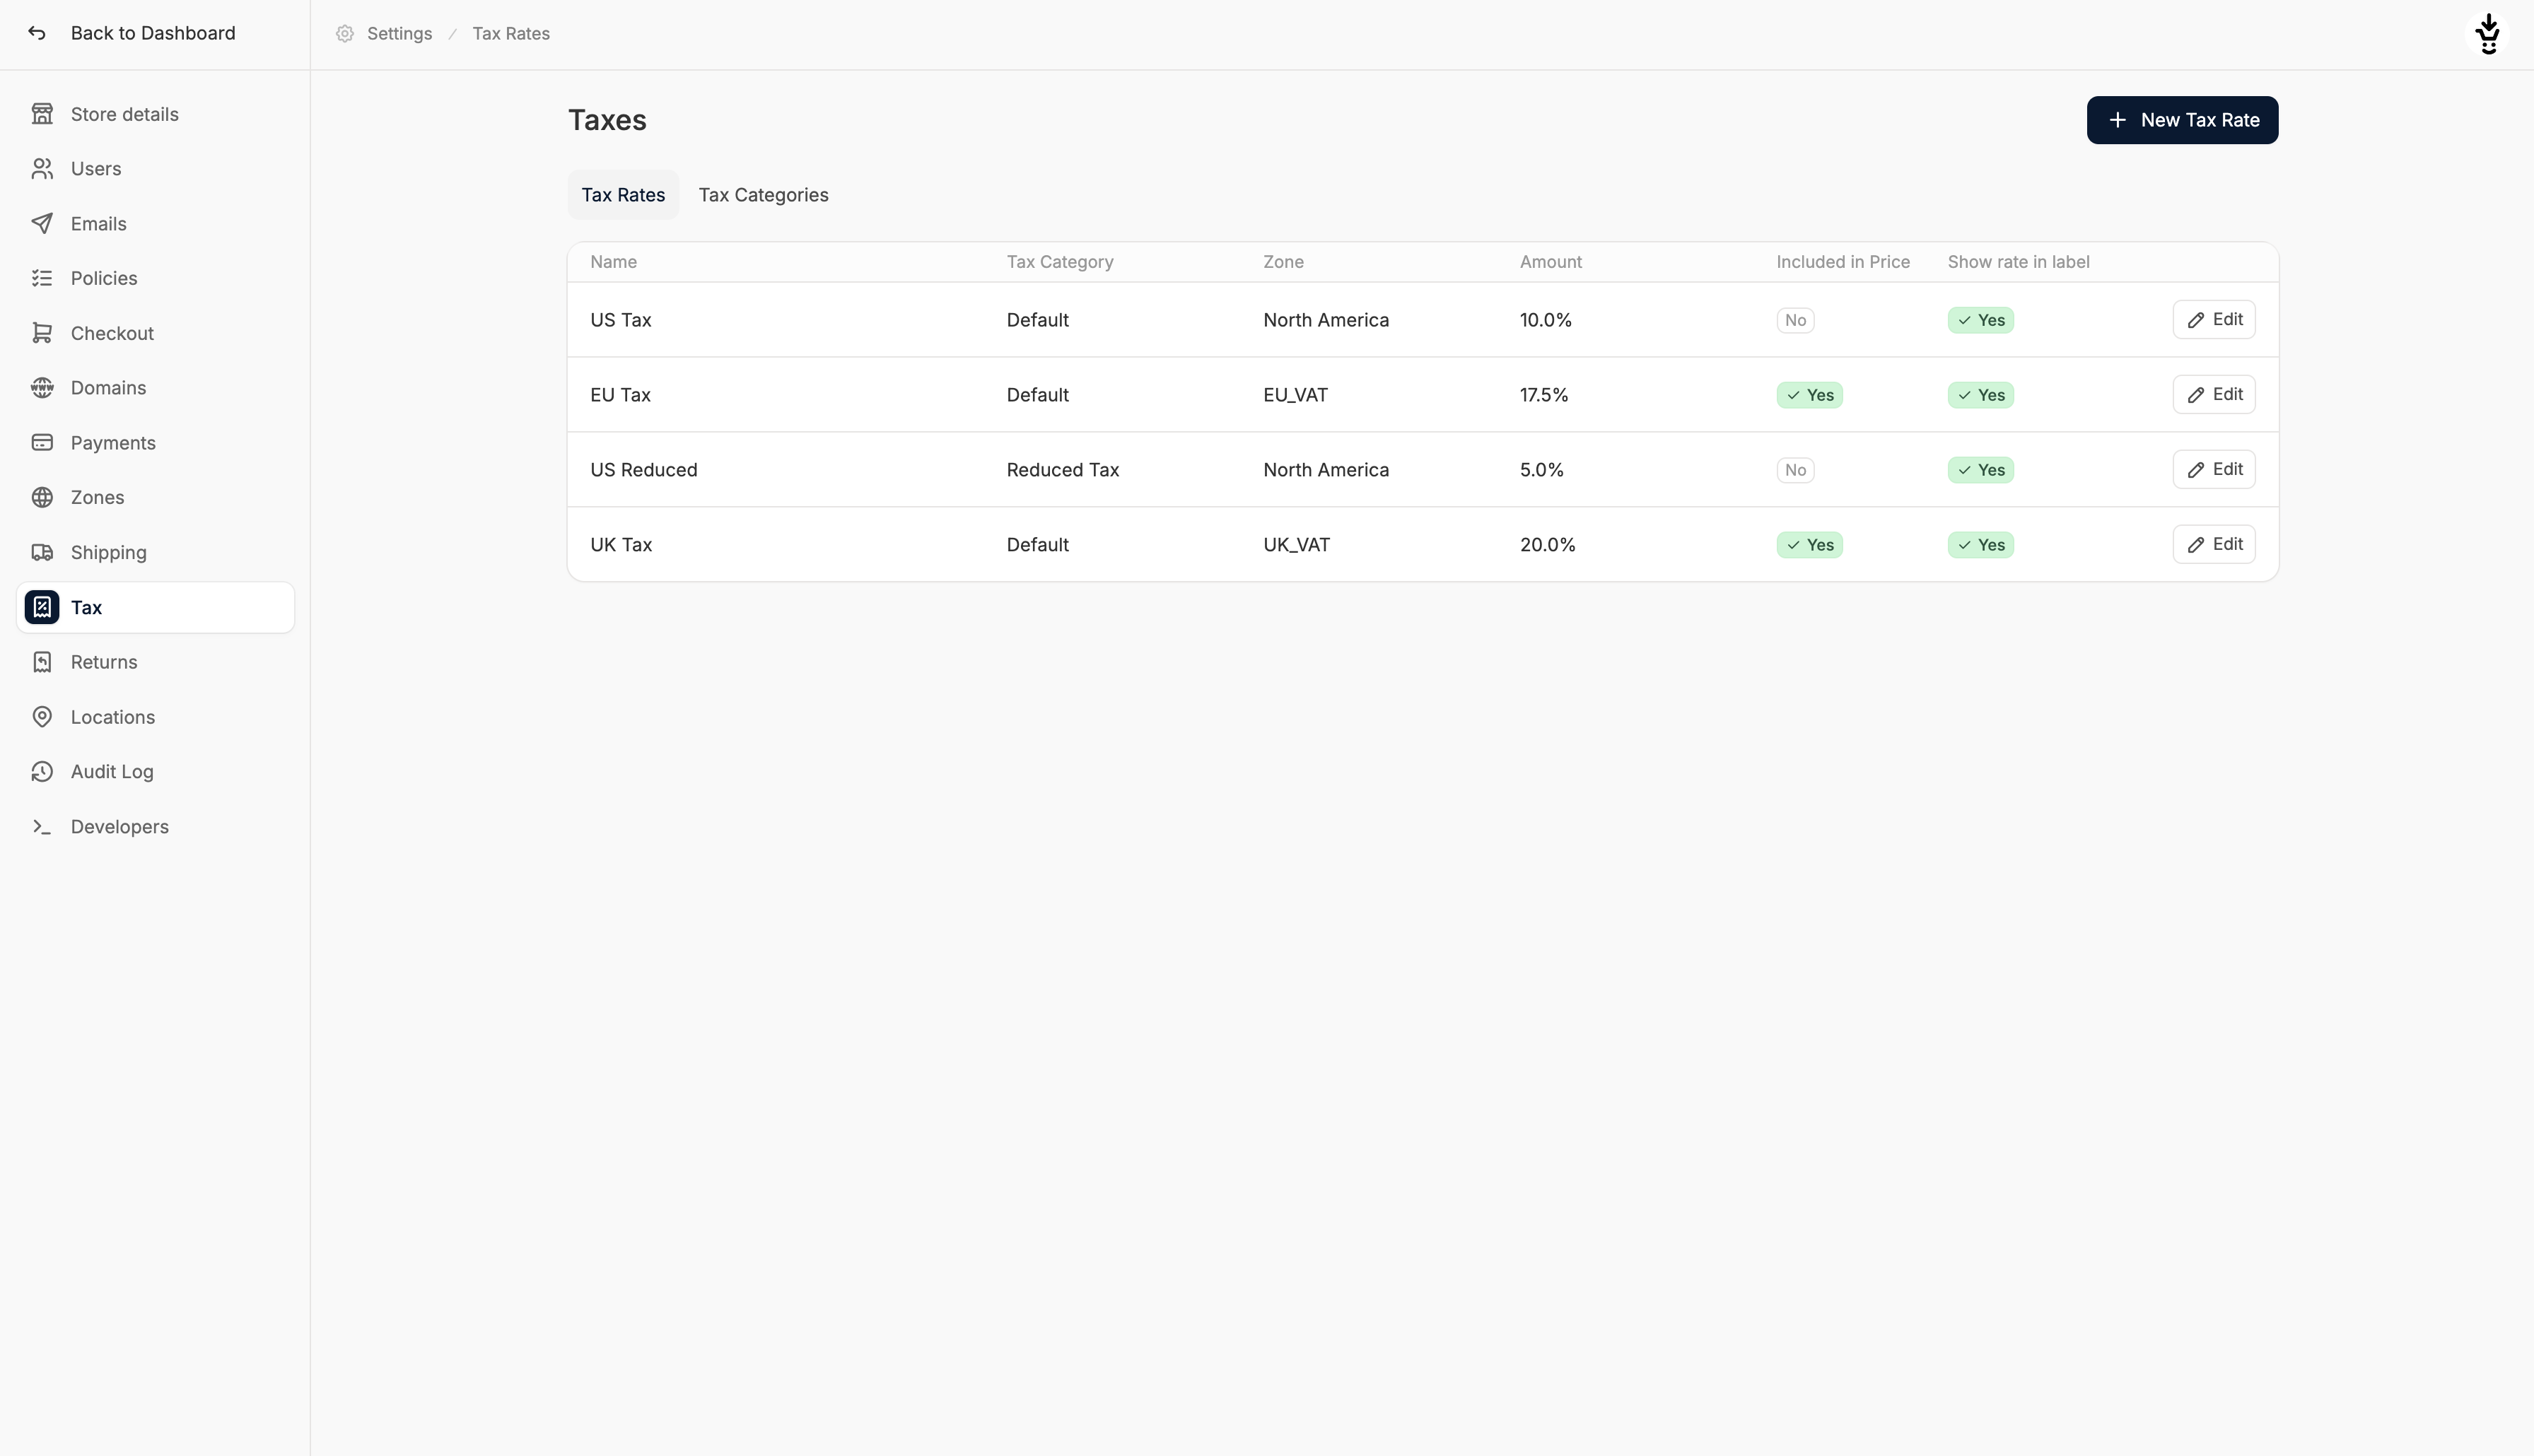 Back to Dashboard
Settings / Tax Rates
Store details
Users
Emails
Policies
Checkout
Domains
Payments
Zones
Shipping
Tax
Returns
Locations
Audit Log
Developers
Taxes
New Tax Rate
Tax Rates Tax Categories
Name Tax Category Zone Amount Included in Price Show rate in label
US Tax Default North America 10.0% No Yes Edit
EU Tax Default EU_VAT 17.5% Yes Yes Edit
US Reduced Reduced Tax North America 5.0% No Yes Edit
UK Tax Default UK_VAT 20.0% Yes Yes Edit